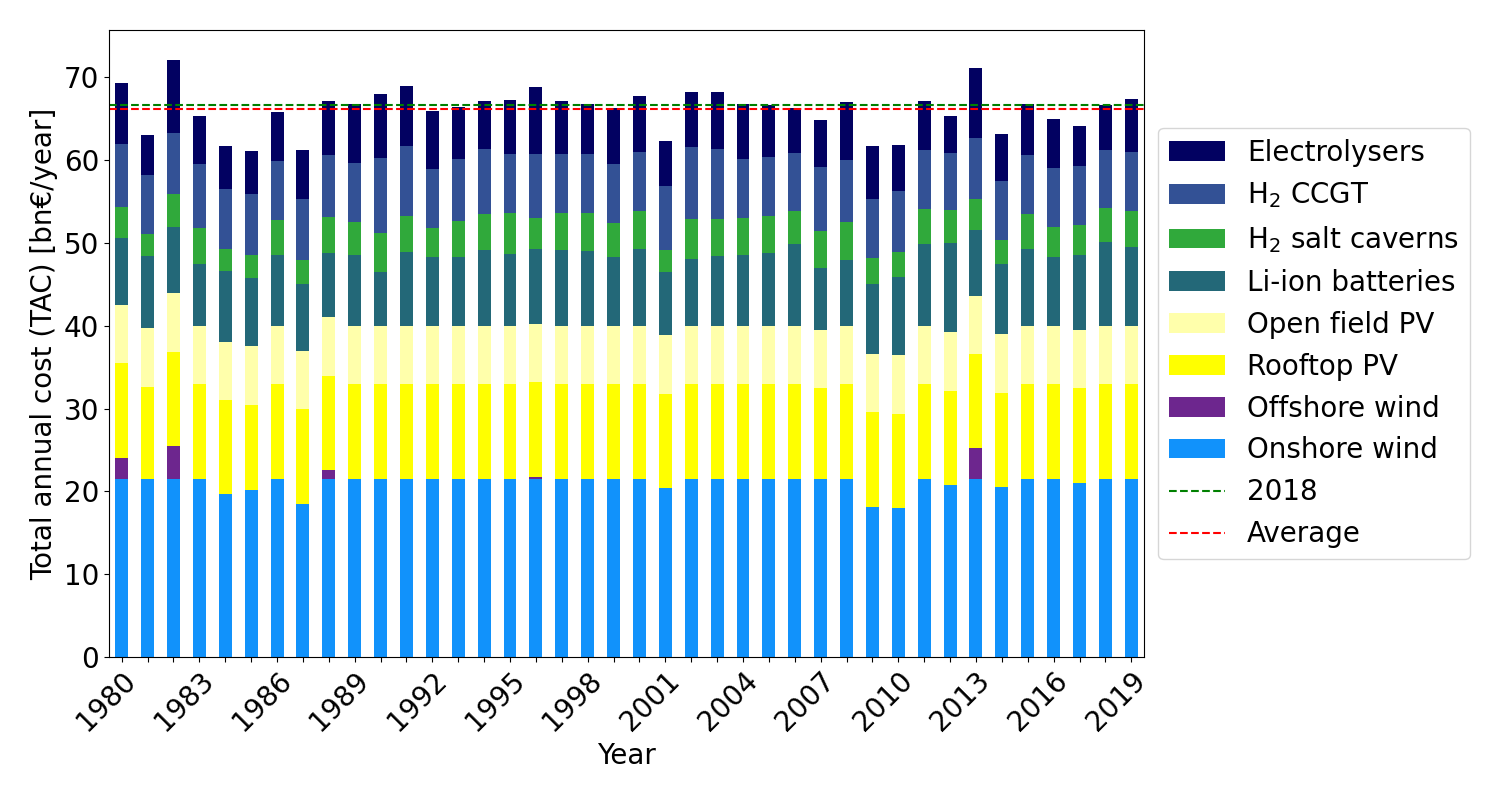 Total annual cost (TAC) [bn€/year]
70
60
50
40
30
20
10
0
1980
1983
1986
1989
1992
1995
1998
2001
2004
2007
2010
2013
2016
2019
Year
Electrolysers
H₂ CCGT
H₂ salt caverns
Li-ion batteries
Open field PV
Rooftop PV
Offshore wind
Onshore wind
2018
Average